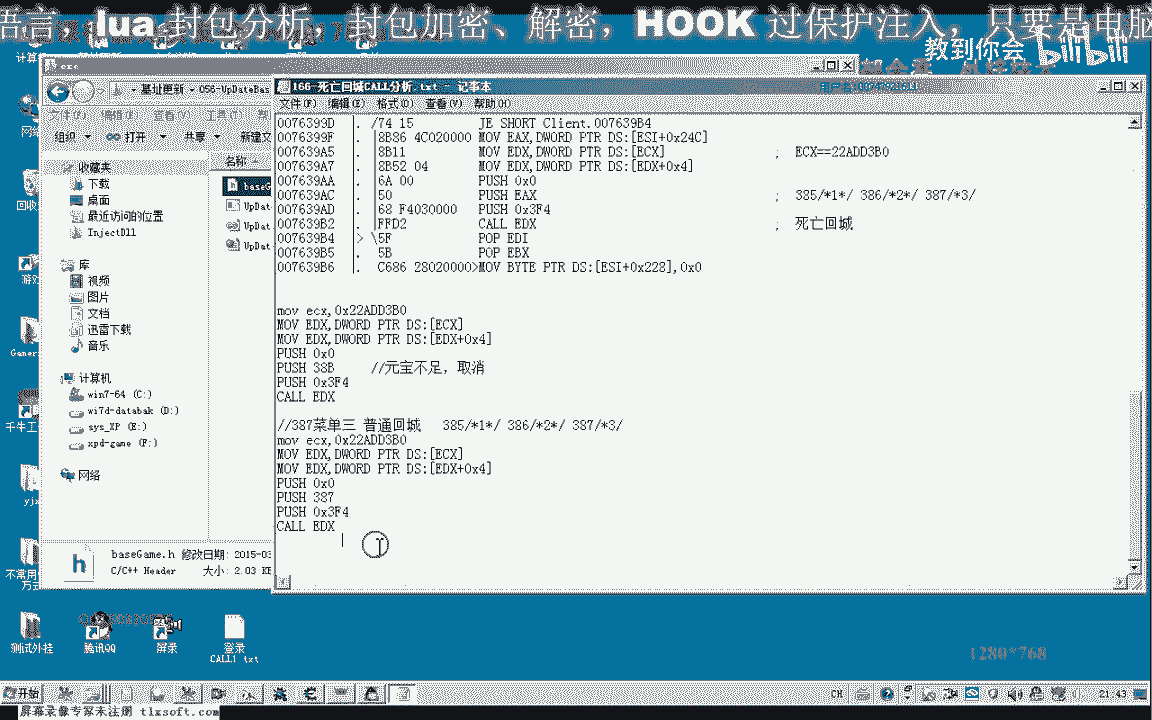 语言，lua 封包分析，封包加密、解密，HOOK 过保护注入，只要是电脑
教到你会 bilibili
exe
基址更新 ▸ 056-UpDateBas
文件(F) 编辑(E) 查看(V) 工具(T)
组织 打开 共享 新建文
收藏夹
下载
桌面
最近访问的位置
InjectDll
库
视频
图片
文档
迅雷下载
音乐
计算机
win7-64 (C:)
wi7d-databak (D:)
sys_XP (E:)
xpd-game (F:)
网络
名称
baseG
UpDat
UpDat
UpDat
baseGame.h 修改日期: 2015-03
C/C++ Header 大小: 2.03 KB
166-死亡回城CALL分析.txt - 记事本
文件(F) 编辑(E) 格式(O) 查看(V) 帮助(H)
0076399D |. /74 15 JE SHORT Client.007639B4
0076399F |. |8B86 4C020000 MOV EAX,DWORD PTR DS:[ESI+0x24C]
007639A5 |. |8B11 MOV EDX,DWORD PTR DS:[ECX] ; ECX==22ADD3B0
007639A7 |. |8B52 04 MOV EDX,DWORD PTR DS:[EDX+0x4]
007639AA |. |6A 00 PUSH 0x0
007639AC |. |50 PUSH EAX ; 385/*1*/ 386/*2*/ 387/*3/
007639AD |. |68 F4030000 PUSH 0x3F4
007639B2 |. |FFD2 CALL EDX ; 死亡回城
007639B4 |> \5F POP EDI
007639B5 |. 5B POP EBX
007639B6 |. C686 28020000>MOV BYTE PTR DS:[ESI+0x228],0x0
mov ecx,0x22ADD3B0
MOV EDX,DWORD PTR DS:[ECX]
MOV EDX,DWORD PTR DS:[EDX+0x4]
PUSH 0x0
PUSH 38B //元宝不足，取消
PUSH 0x3F4
CALL EDX
//387菜单三 普通回城 385/*1*/ 386/*2*/ 387/*3/
mov ecx,0x22ADD3B0
MOV EDX,DWORD PTR DS:[ECX]
MOV EDX,DWORD PTR DS:[EDX+0x4]
PUSH 0x0
PUSH 387
PUSH 0x3F4
CALL EDX
计算
网络
回收
游戏
Gamer
千牛工
yjx
不常用
万云
测试外挂
腾讯QQ
屏录
登录
CALL1 txt
1280*768
开始
CH
21:43
屏幕录像专家未注册 tlxsoft.com